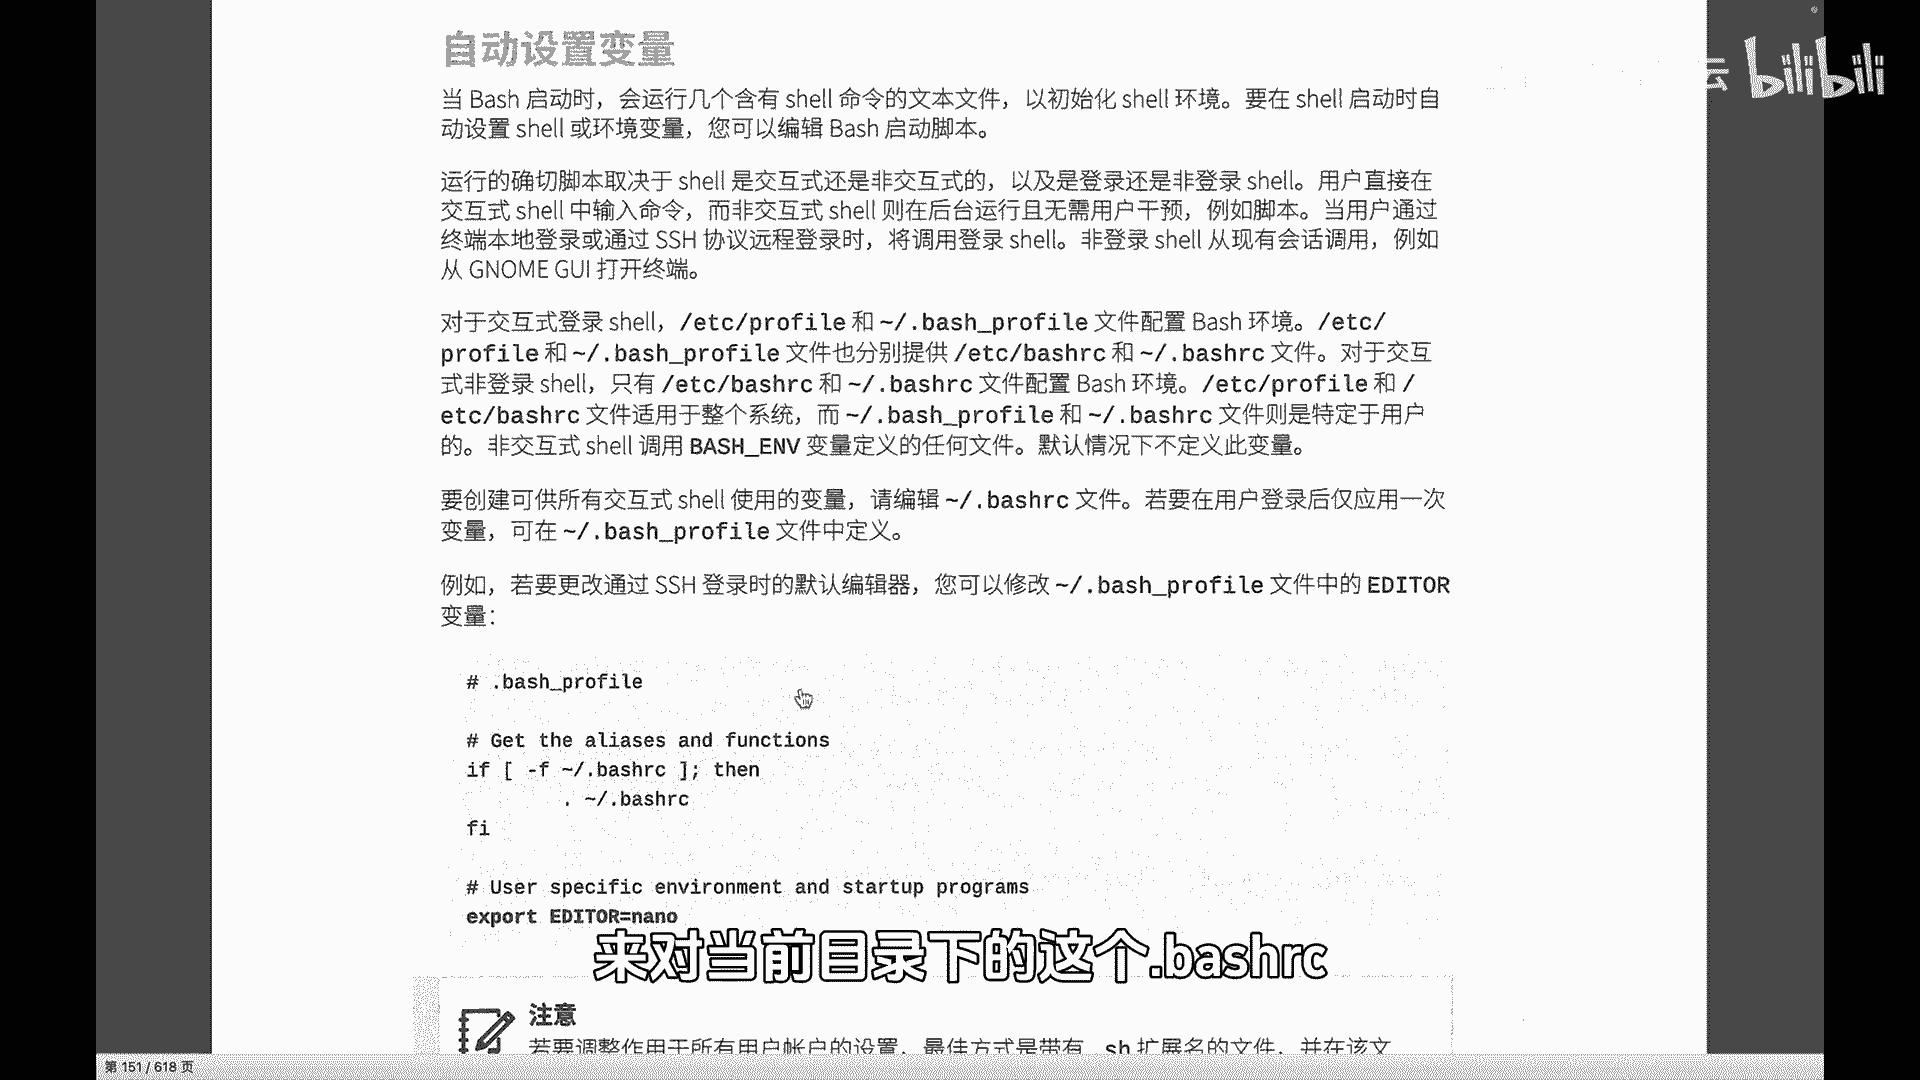 自动设置变量
云 bilibili
当 Bash 启动时，会运行几个含有 shell 命令的文本文件，以初始化 shell 环境。要在 shell 启动时自
动设置 shell 或环境变量，您可以编辑 Bash 启动脚本。
运行的确切脚本取决于 shell 是交互式还是非交互式的，以及是登录还是非登录 shell。用户直接在
交互式 shell 中输入命令，而非交互式 shell 则在后台运行且无需用户干预，例如脚本。当用户通过
终端本地登录或通过 SSH 协议远程登录时，将调用登录 shell。非登录 shell 从现有会话调用，例如
从 GNOME GUI 打开终端。
对于交互式登录 shell，/etc/profile 和 ~/.bash_profile 文件配置 Bash 环境。/etc/
profile 和 ~/.bash_profile 文件也分别提供 /etc/bashrc 和 ~/.bashrc 文件。对于交互
式非登录 shell，只有 /etc/bashrc 和 ~/.bashrc 文件配置 Bash 环境。/etc/profile 和 /
etc/bashrc 文件适用于整个系统，而 ~/.bash_profile 和 ~/.bashrc 文件则是特定于用户
的。非交互式 shell 调用 BASH_ENV 变量定义的任何文件。默认情况下不定义此变量。
要创建可供所有交互式 shell 使用的变量，请编辑 ~/.bashrc 文件。若要在用户登录后仅应用一次
变量，可在 ~/.bash_profile 文件中定义。
例如，若要更改通过 SSH 登录时的默认编辑器，您可以修改 ~/.bash_profile 文件中的 EDITOR
变量：
# .bash_profile
# Get the aliases and functions
if [ -f ~/.bashrc ]; then
. ~/.bashrc
fi
# User specific environment and startup programs
export EDITOR=nano
来对当前目录下的这个.bashrc
注意
若要调整作用于所有用户帐户的设置，最佳方式是带有 .sh 扩展名的文件，并在该文
第 151 / 618 页